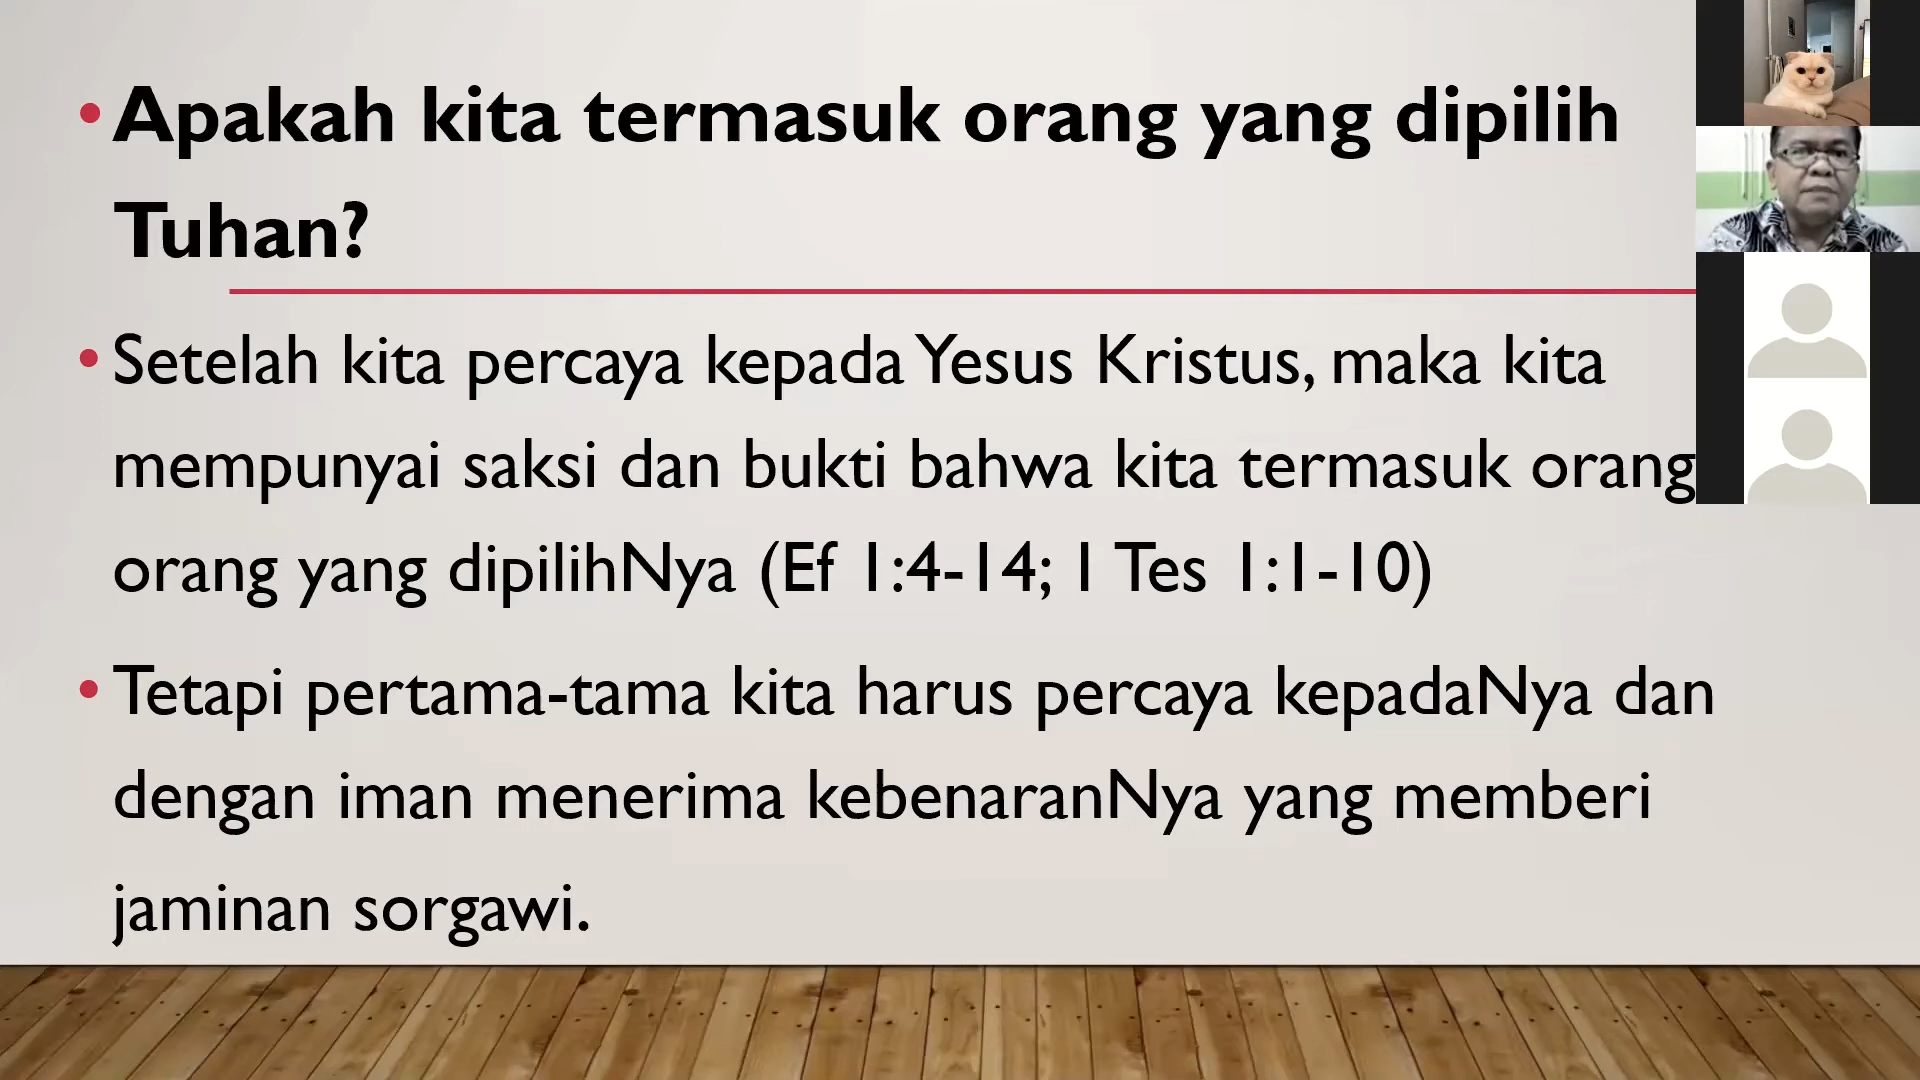 • Apakah kita termasuk orang yang dipilih
Tuhan?
• Setelah kita percaya kepada Yesus Kristus, maka kita
mempunyai saksi dan bukti bahwa kita termasuk orang
orang yang dipilihNya (Ef 1:4-14; 1 Tes 1:1-10)
• Tetapi pertama-tama kita harus percaya kepadaNya dan
dengan iman menerima kebenaranNya yang memberi
jaminan sorgawi.